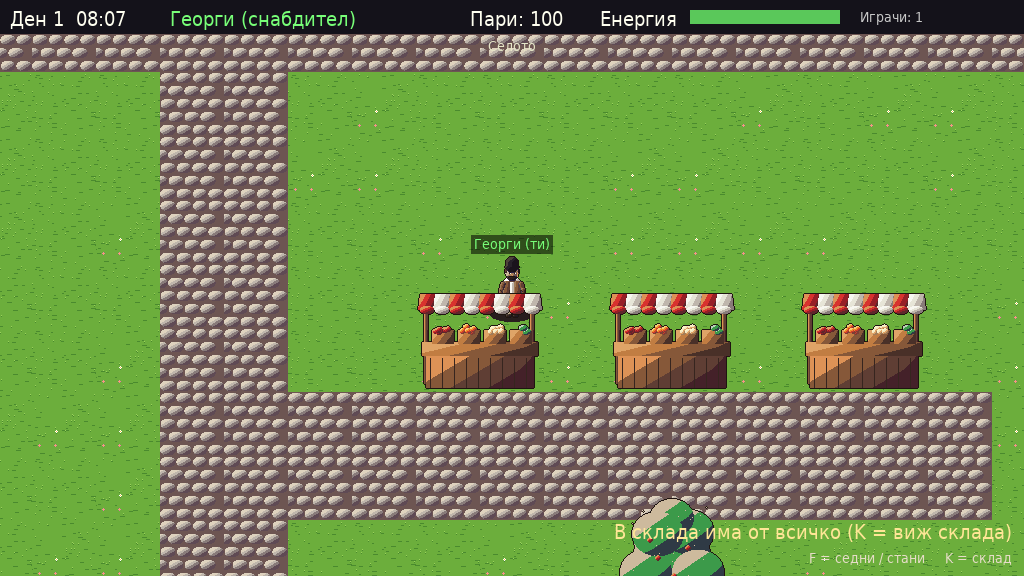 Ден 1 08:07 Георги (снабдител) Пари: 100 Енергия Играчи: 1
Селото
Георги (ти)
В склада има от всичко (K = виж склада)
F = седни / стани K = склад